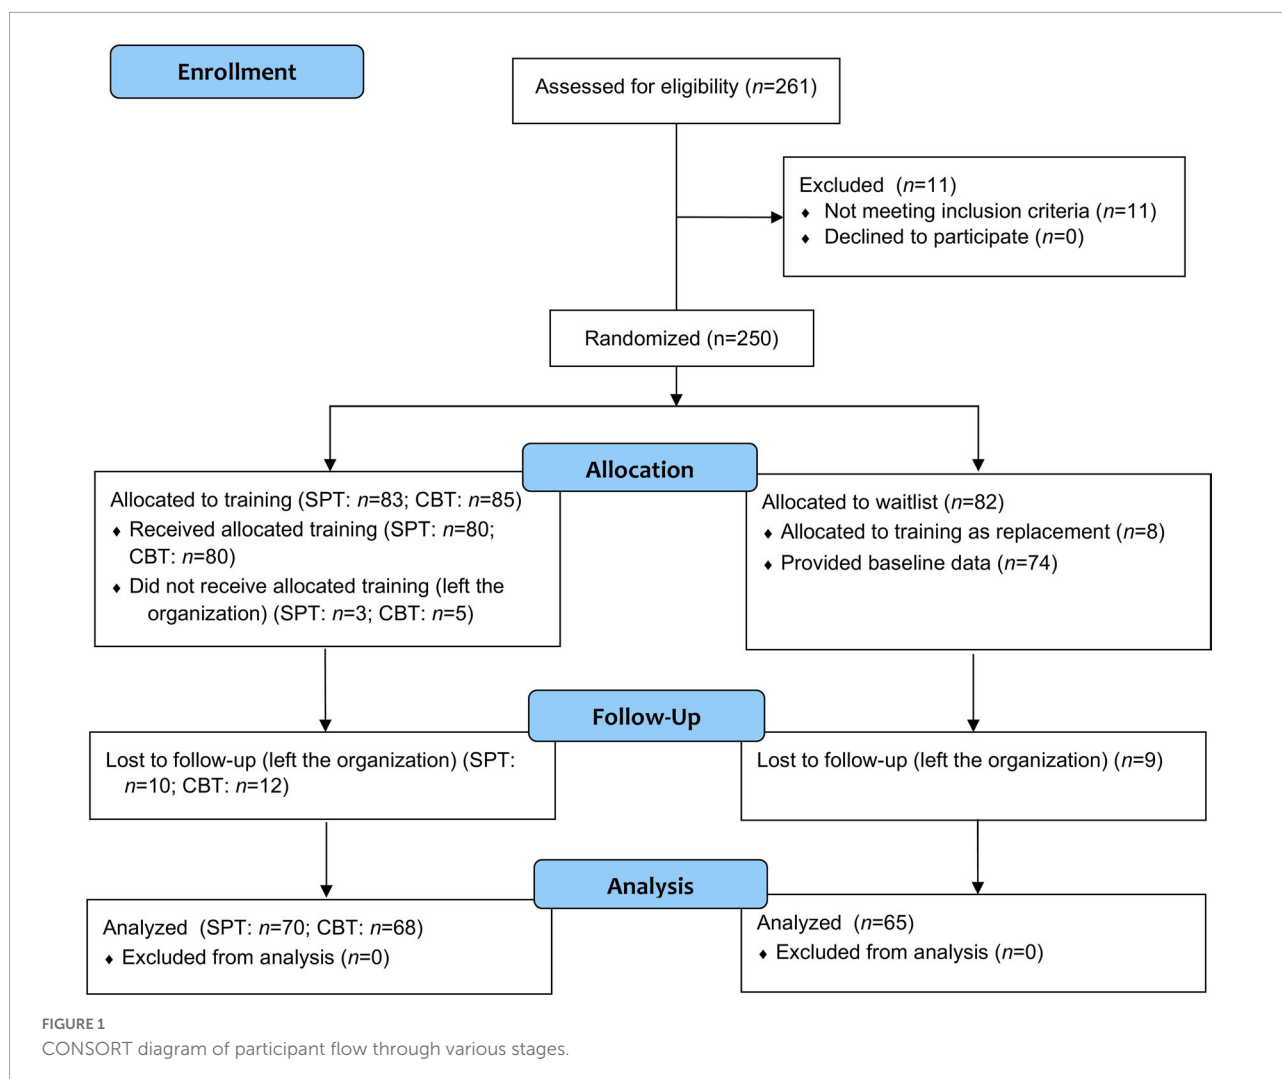 Enrollment
Assessed for eligibility (n=261)
Excluded (n=11)
♦ Not meeting inclusion criteria (n=11)
♦ Declined to participate (n=0)
Randomized (n=250)
Allocation
Allocated to training (SPT: n=83; CBT: n=85)
♦ Received allocated training (SPT: n=80;
CBT: n=80)
♦ Did not receive allocated training (left the
organization) (SPT: n=3; CBT: n=5)
Allocated to waitlist (n=82)
♦ Allocated to training as replacement (n=8)
♦ Provided baseline data (n=74)
Follow-Up
Lost to follow-up (left the organization) (SPT:
n=10; CBT: n=12)
Lost to follow-up (left the organization) (n=9)
Analysis
Analyzed (SPT: n=70; CBT: n=68)
♦ Excluded from analysis (n=0)
Analyzed (n=65)
♦ Excluded from analysis (n=0)
FIGURE 1
CONSORT diagram of participant flow through various stages.